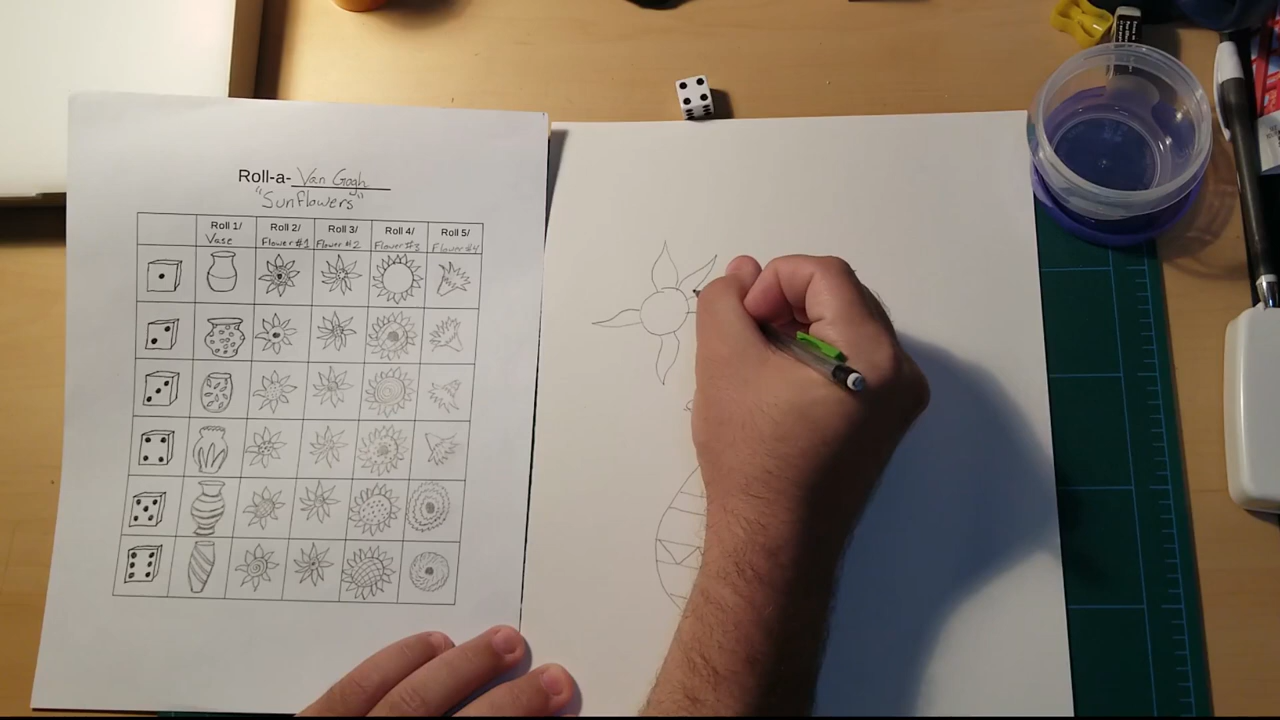 Roll-a- Van Gogh
"Sunflowers"
Roll 1/ Roll 2/ Roll 3/ Roll 4/ Roll 5/
Vase Flower #1 Flower #2 Flower #3 Flower #4